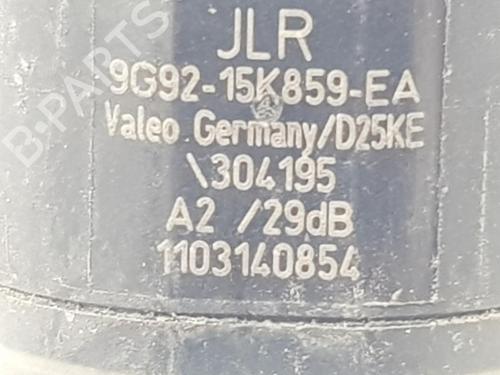 JLR
9G92-15K859-EA
Valeo Germany/D25KE
\304195
A2 /29dB
1103140854
B-PARTS